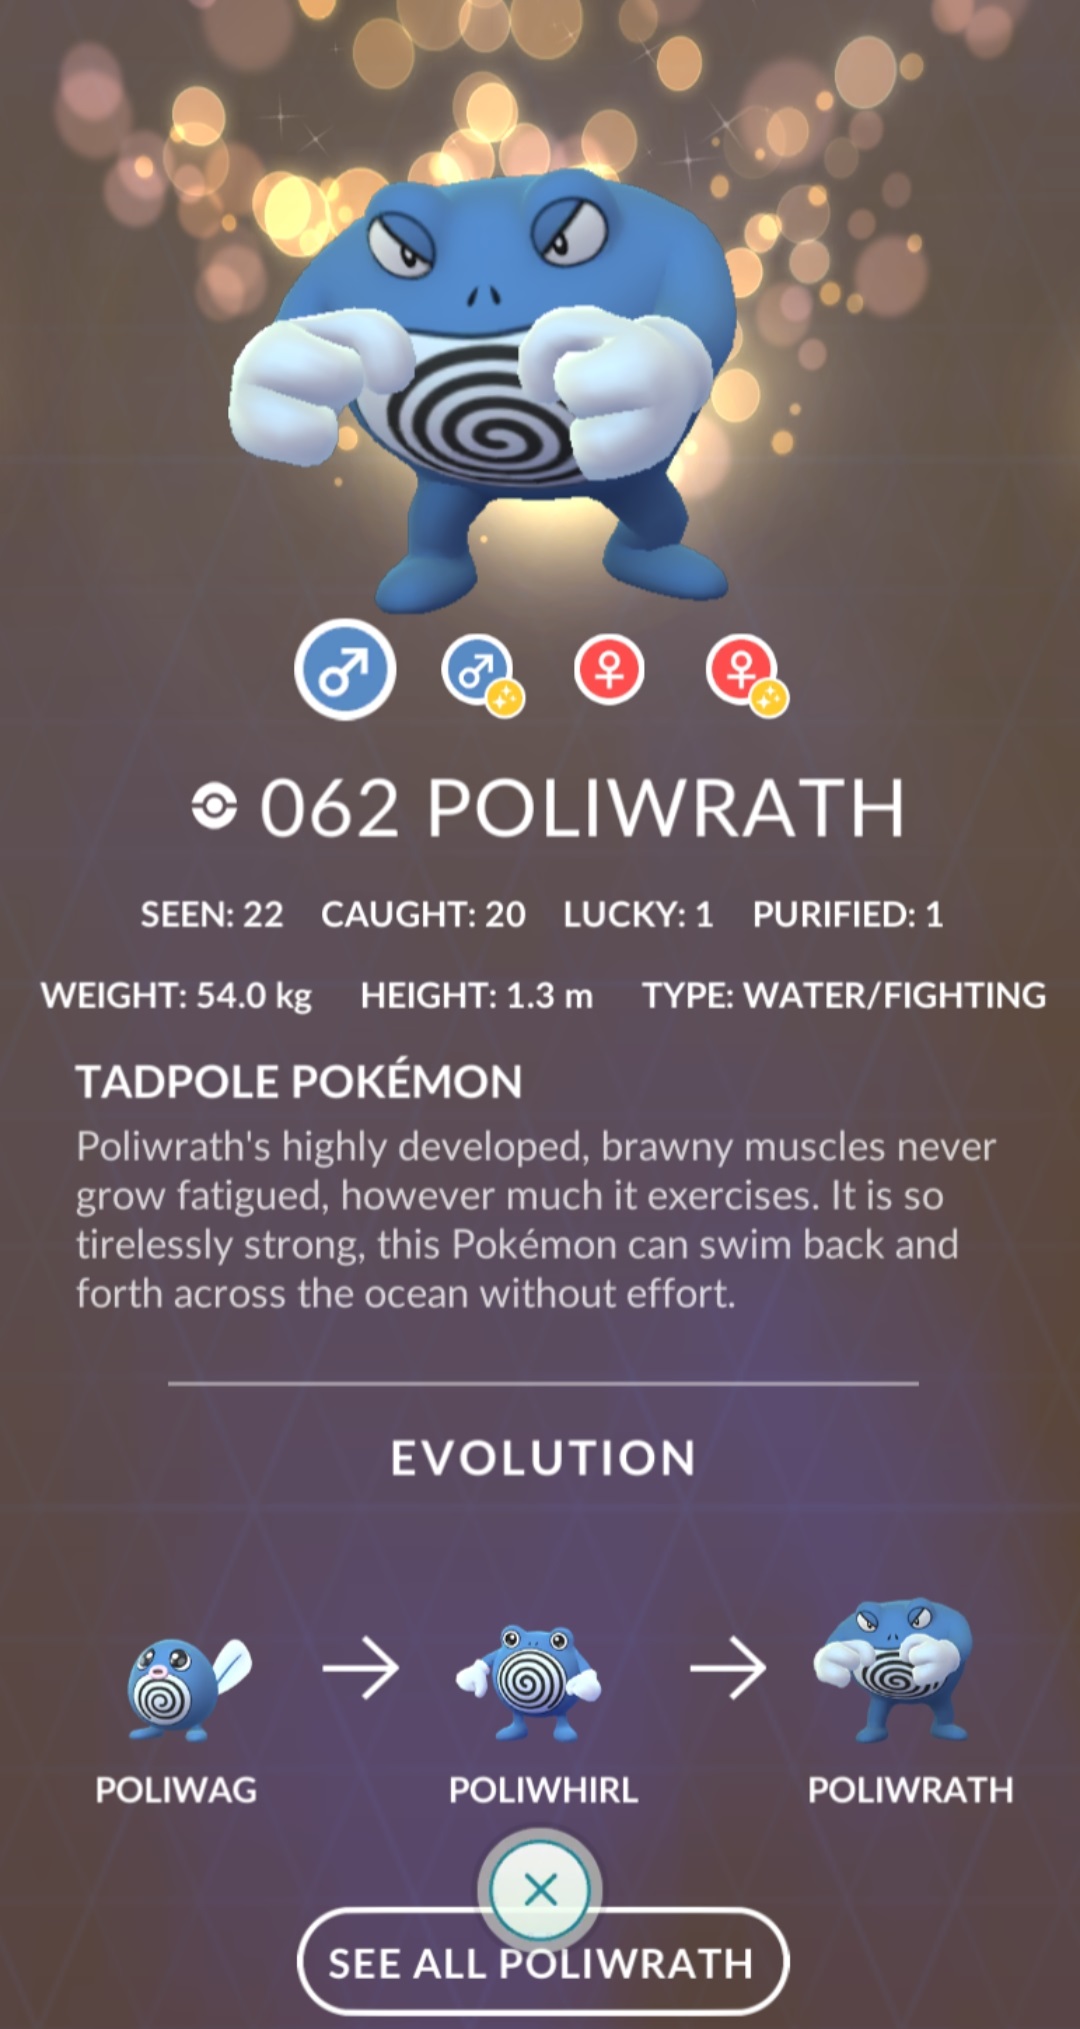 062 POLIWRATH
SEEN: 22 CAUGHT: 20 LUCKY: 1 PURIFIED: 1
WEIGHT: 54.0 kg HEIGHT: 1.3 m TYPE: WATER/FIGHTING
TADPOLE POKÉMON
Poliwrath's highly developed, brawny muscles never
grow fatigued, however much it exercises. It is so
tirelessly strong, this Pokémon can swim back and
forth across the ocean without effort.
EVOLUTION
POLIWAG POLIWHIRL POLIWRATH
SEE ALL POLIWRATH